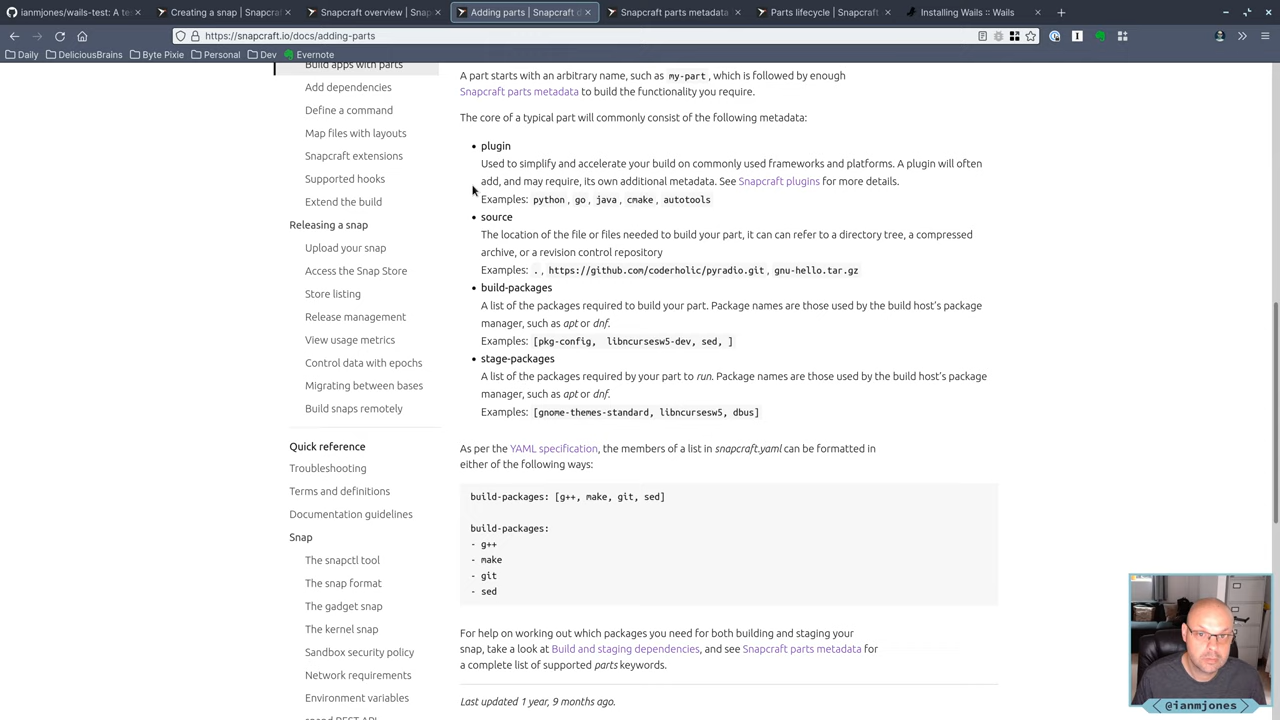 ianmjones/wails-test: A tes
Creating a snap | Snapcraf
Snapcraft overview | Snap
Adding parts | Snapcraft d
Snapcraft parts metadata
Parts lifecycle | Snapcraft
Installing Wails :: Wails
https://snapcraft.io/docs/adding-parts
Daily
DeliciousBrains
Byte Pixie
Personal
Dev
Evernote
Build apps with parts
Add dependencies
Define a command
Map files with layouts
Snapcraft extensions
Supported hooks
Extend the build
Releasing a snap
Upload your snap
Access the Snap Store
Store listing
Release management
View usage metrics
Control data with epochs
Migrating between bases
Build snaps remotely
Quick reference
Troubleshooting
Terms and definitions
Documentation guidelines
Snap
The snapctl tool
The snap format
The gadget snap
The kernel snap
Sandbox security policy
Network requirements
Environment variables
snapd REST API
A part starts with an arbitrary name, such as my-part, which is followed by enough
Snapcraft parts metadata to build the functionality you require.
The core of a typical part will commonly consist of the following metadata:
• plugin
Used to simplify and accelerate your build on commonly used frameworks and platforms. A plugin will often
add, and may require, its own additional metadata. See Snapcraft plugins for more details.
Examples: python, go, java, cmake, autotools
• source
The location of the file or files needed to build your part, it can can refer to a directory tree, a compressed
archive, or a revision control repository
Examples: ., https://github.com/coderholic/pyradio.git, gnu-hello.tar.gz
• build-packages
A list of the packages required to build your part. Package names are those used by the build host's package
manager, such as apt or dnf.
Examples: [pkg-config, libncursesw5-dev, sed, ]
• stage-packages
A list of the packages required by your part to run. Package names are those used by the build host's package
manager, such as apt or dnf.
Examples: [gnome-themes-standard, libncursesw5, dbus]
As per the YAML specification, the members of a list in snapcraft.yaml can be formatted in
either of the following ways:
build-packages: [g++, make, git, sed]
build-packages:
- g++
- make
- git
- sed
For help on working out which packages you need for both building and staging your
snap, take a look at Build and staging dependencies, and see Snapcraft parts metadata for
a complete list of supported parts keywords.
Last updated 1 year, 9 months ago.
@ianmjones